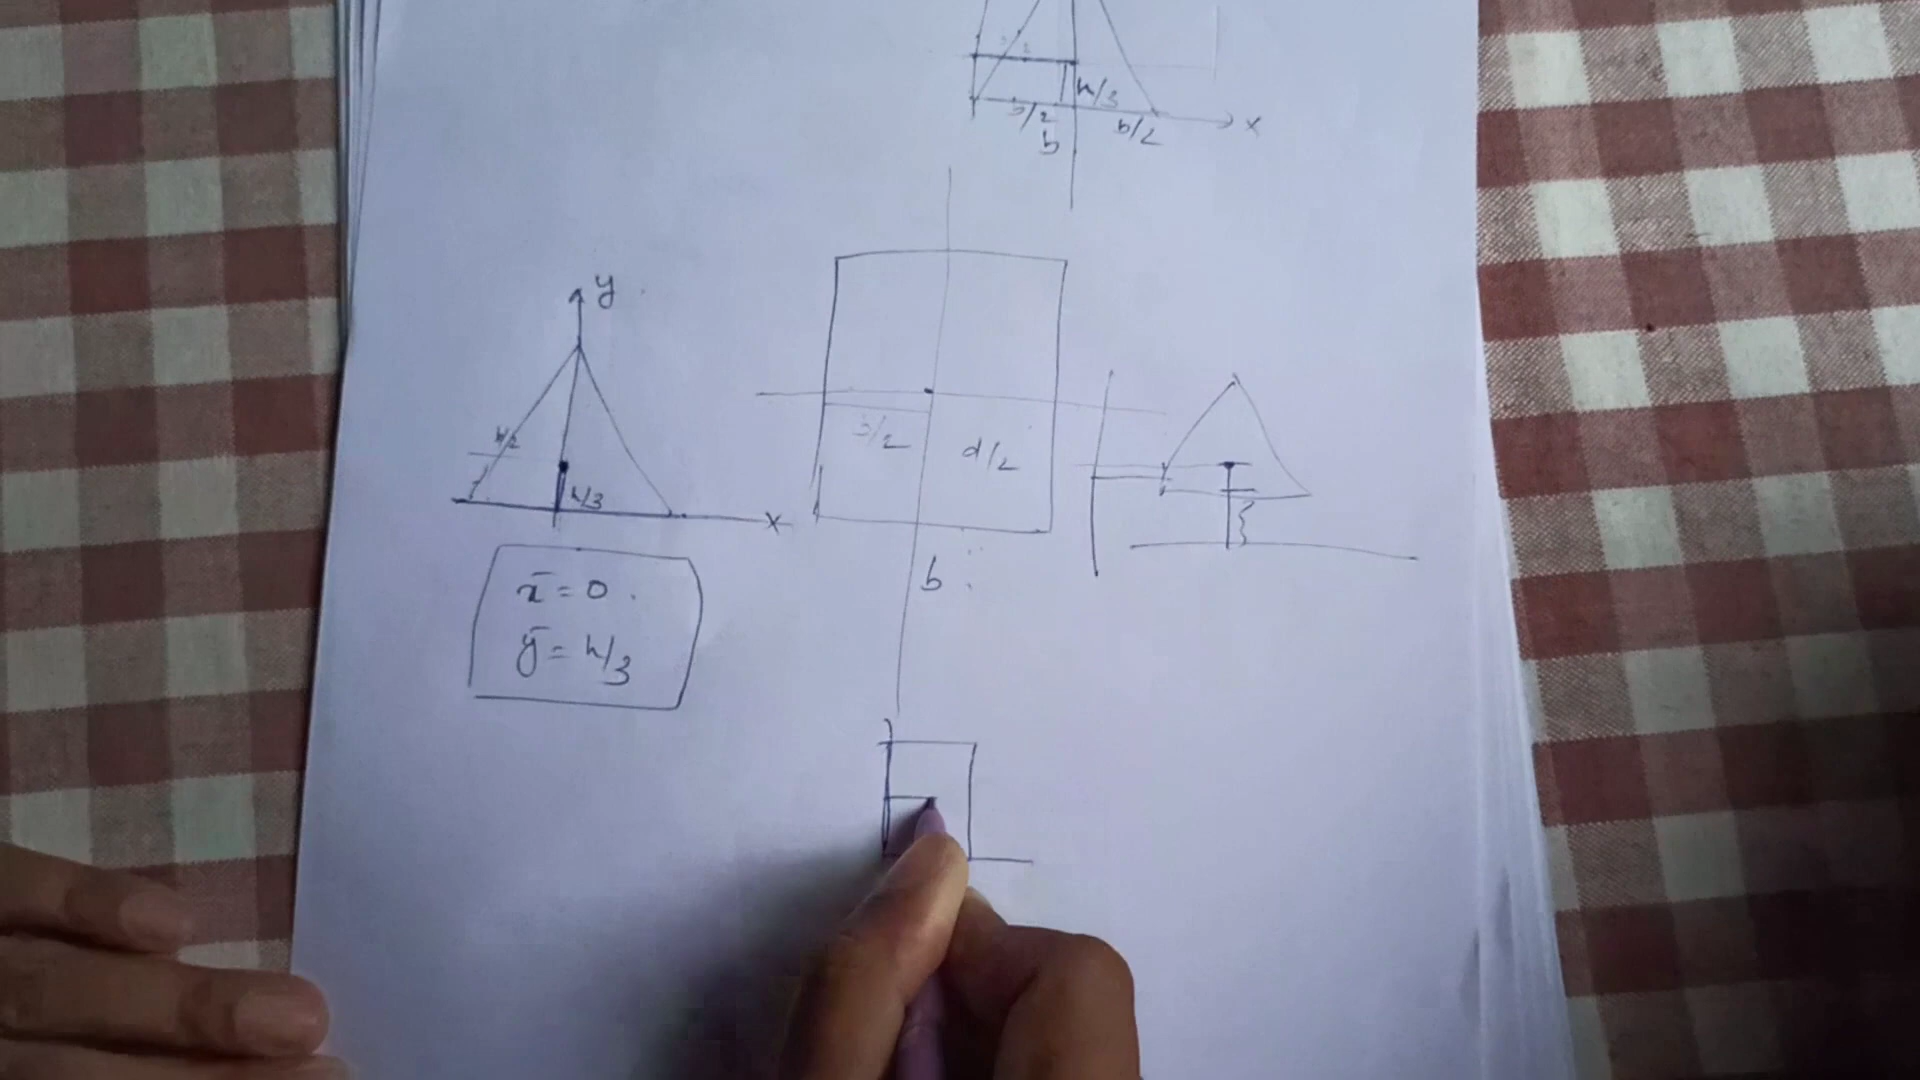 h/3
b/2
b/2
x
b
y
b/2
h/3
x
b/2
d/2
b
x̄ = 0.
ȳ = h/3